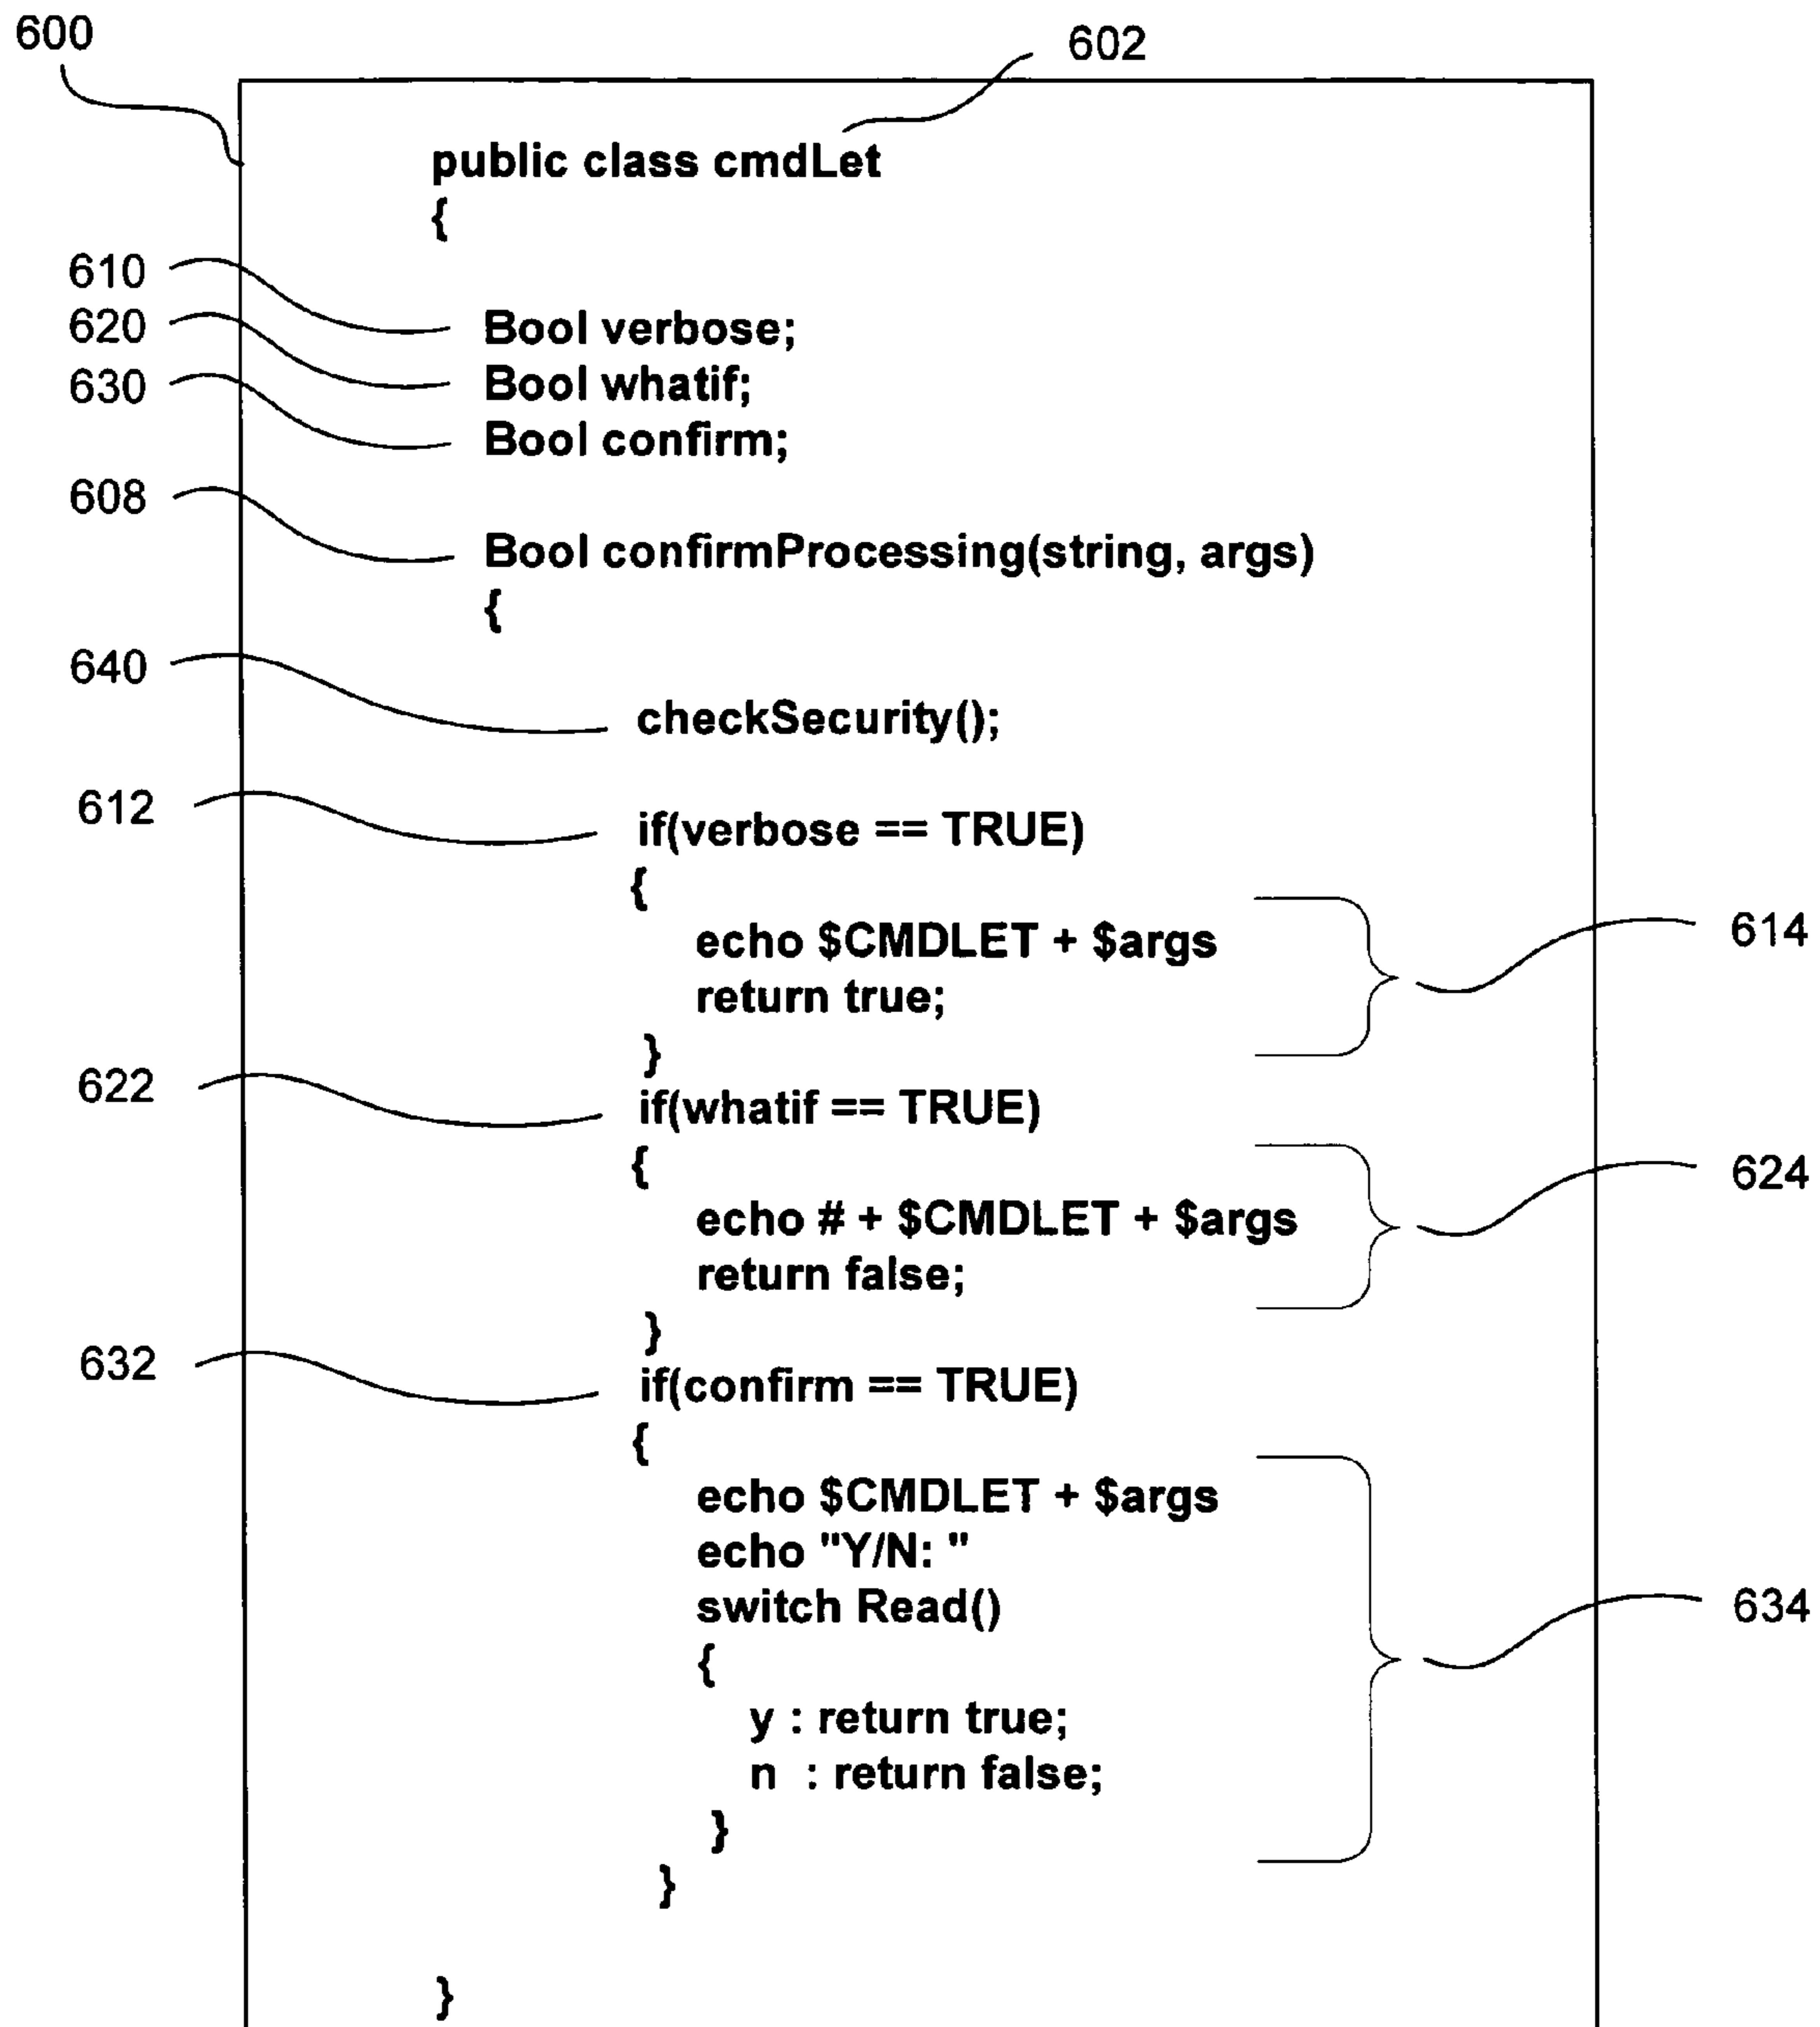 600
602
public class cmdLet
{
610
Bool verbose;
620
Bool whatif;
630
Bool confirm;
608
Bool confirmProcessing(string, args)
{
640
checkSecurity();
612
if(verbose == TRUE)
{
echo $CMDLET + $args
614
return true;
}
622
if(whatif == TRUE)
{
624
echo # + $CMDLET + $args
return false;
}
632
if(confirm == TRUE)
{
echo $CMDLET + $args
echo "Y/N: "
switch Read()
634
{
y : return true;
n : return false;
}
}
}